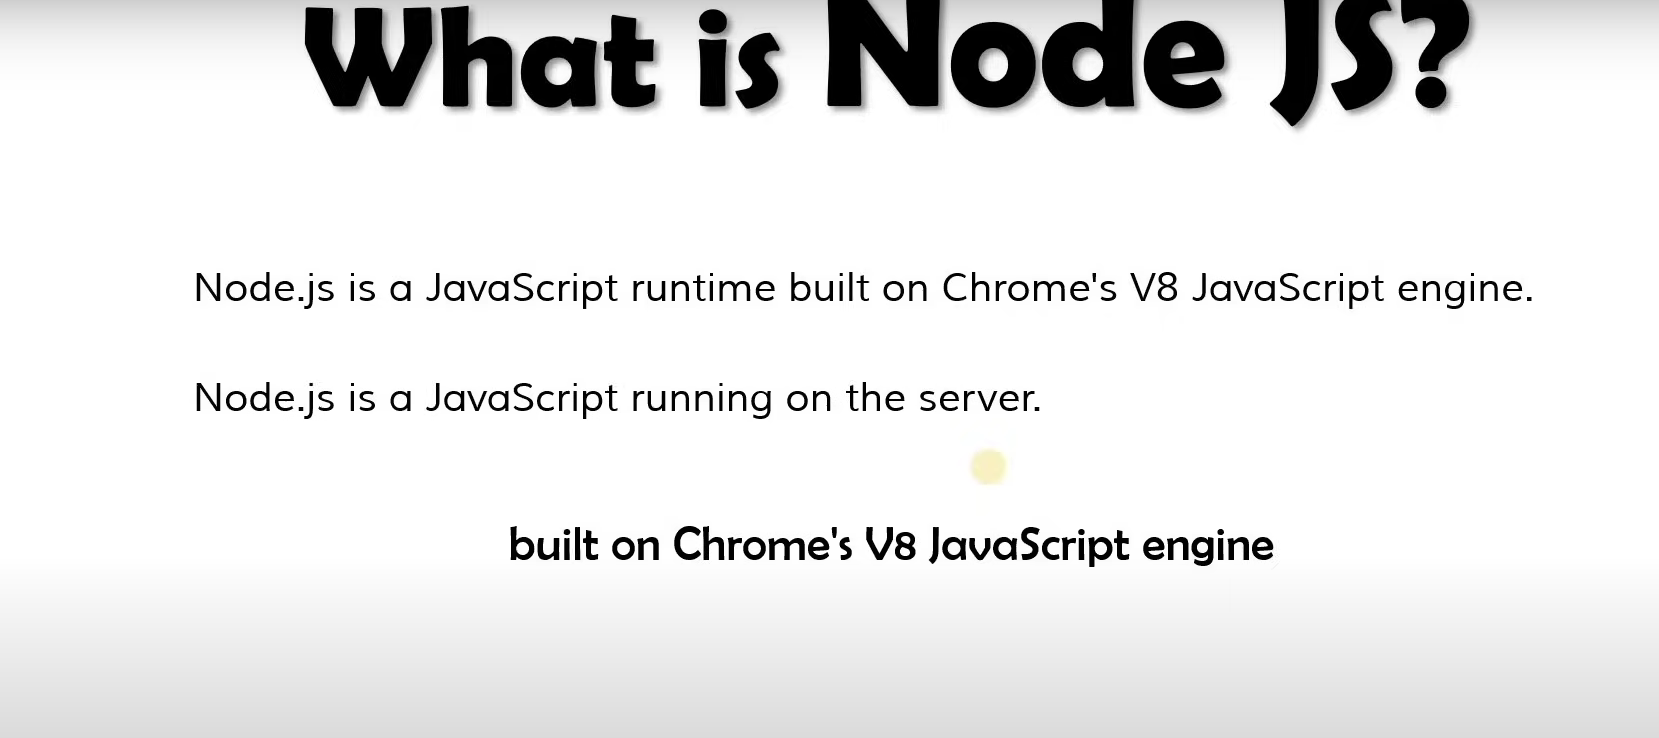 What is Node JS?
Node.js is a JavaScript runtime built on Chrome's V8 JavaScript engine.
Node.js is a JavaScript running on the server.
built on Chrome's V8 JavaScript engine